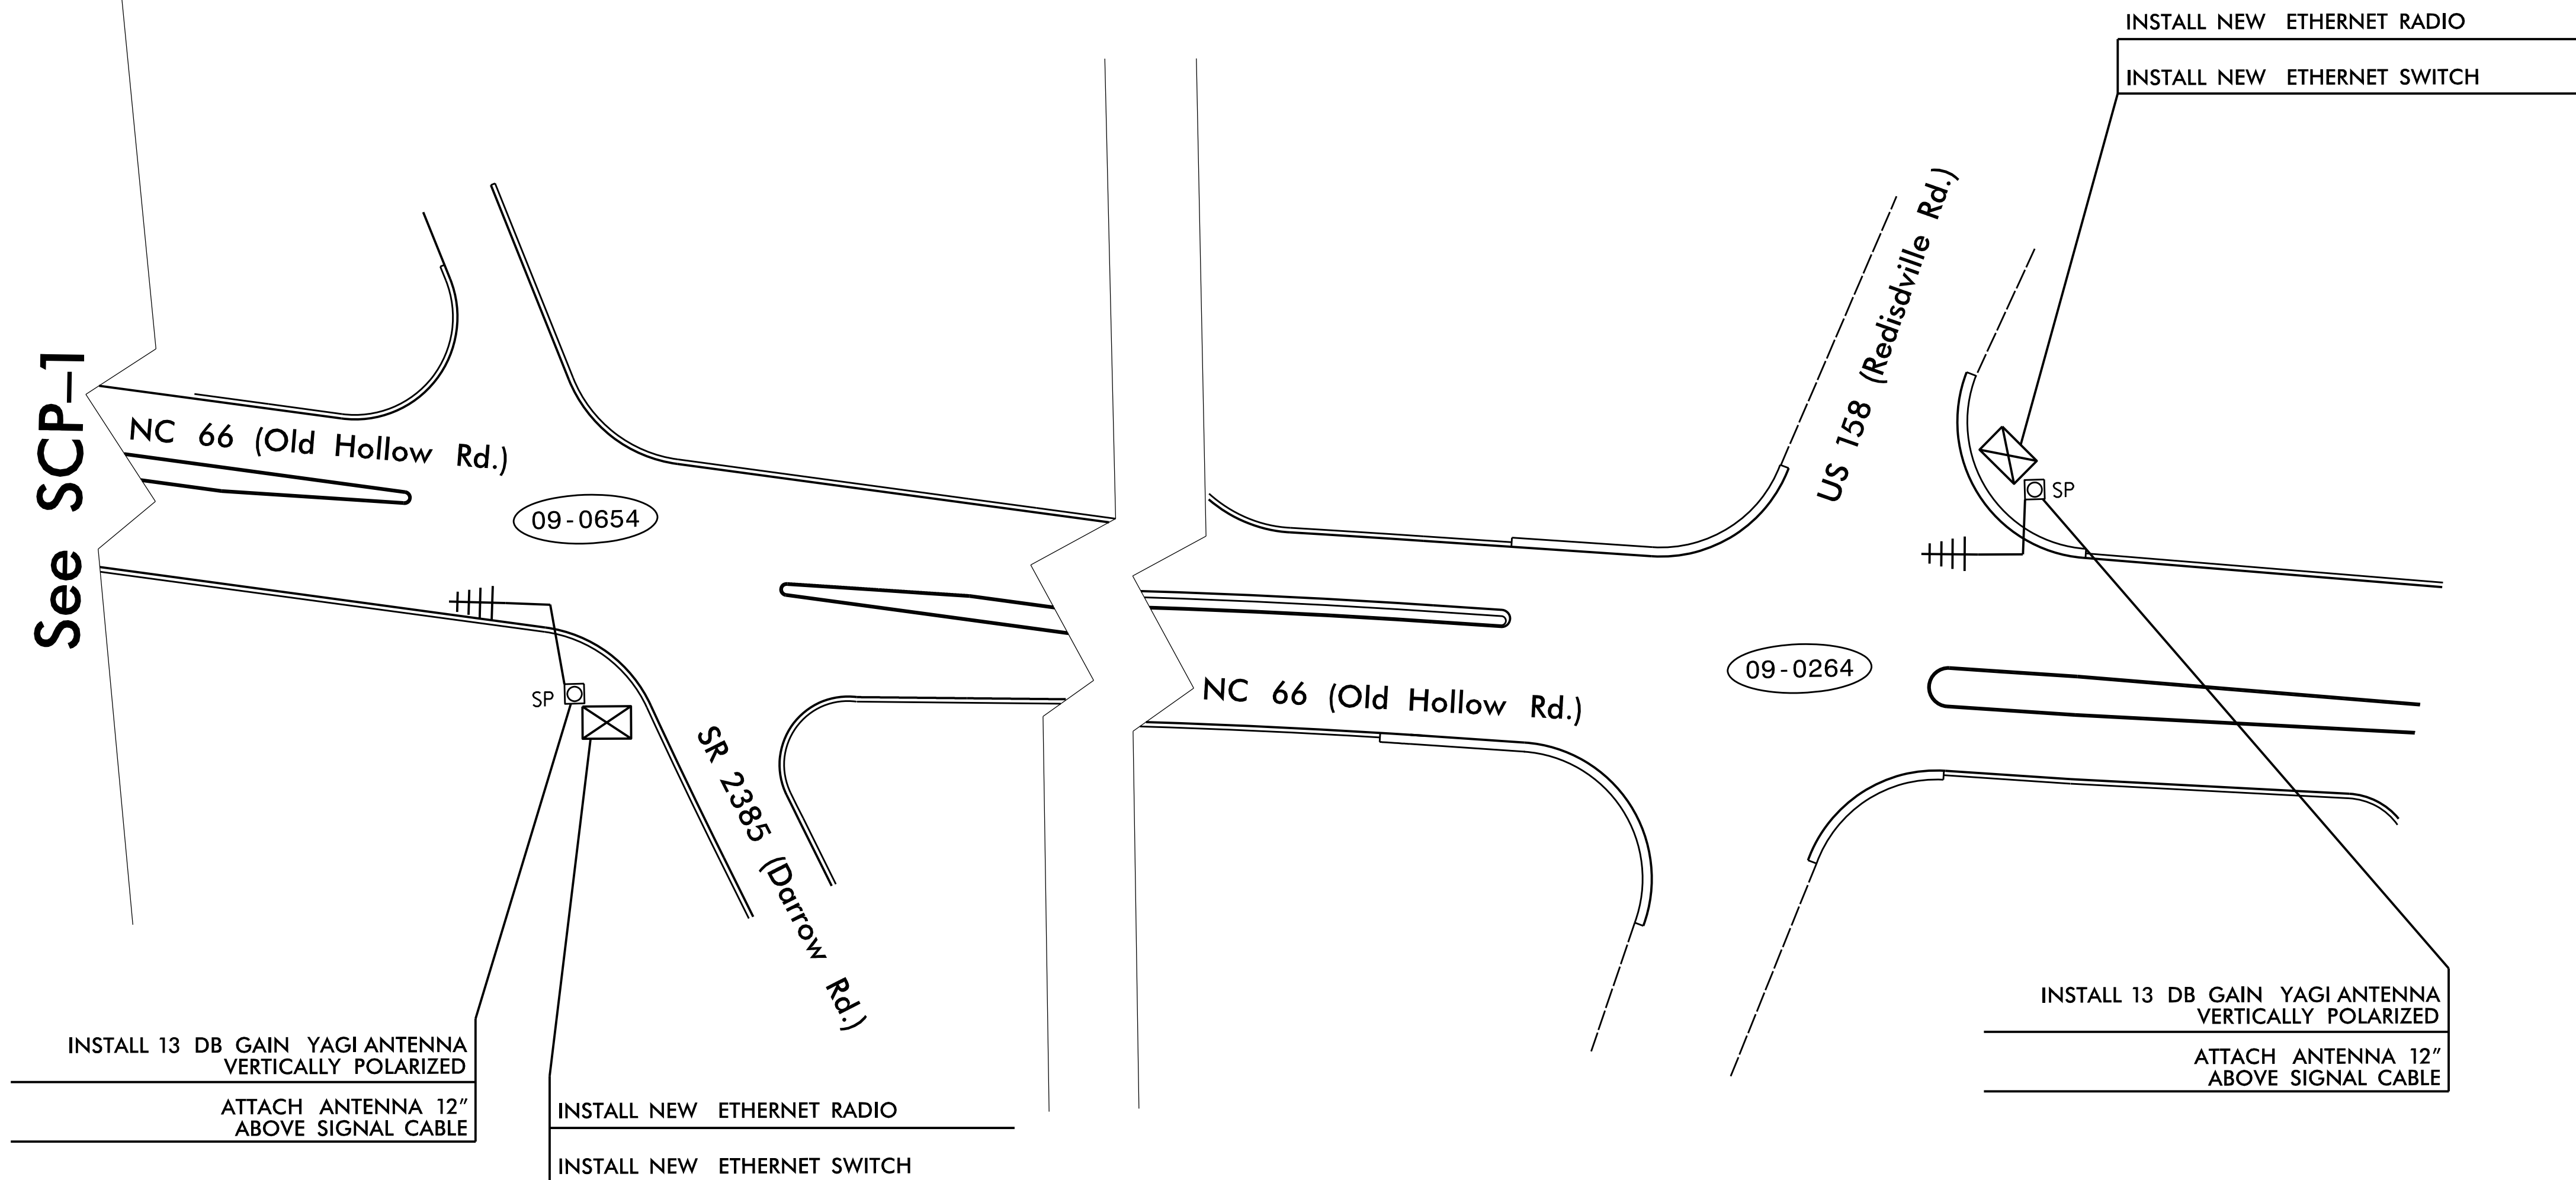 INSTALL NEW ETHERNET RADIO
INSTALL NEW ETHERNET SWITCH
See SCP-1
NC 66 (Old Hollow Rd.)
09-0654
SP
SR 2385 (Darrow Rd.)
INSTALL 13 DB GAIN YAGI ANTENNA
VERTICALLY POLARIZED
ATTACH ANTENNA 12"
ABOVE SIGNAL CABLE
INSTALL NEW ETHERNET RADIO
INSTALL NEW ETHERNET SWITCH
US 158 (Redisdville Rd.)
SP
NC 66 (Old Hollow Rd.)
09-0264
INSTALL 13 DB GAIN YAGI ANTENNA
VERTICALLY POLARIZED
ATTACH ANTENNA 12"
ABOVE SIGNAL CABLE